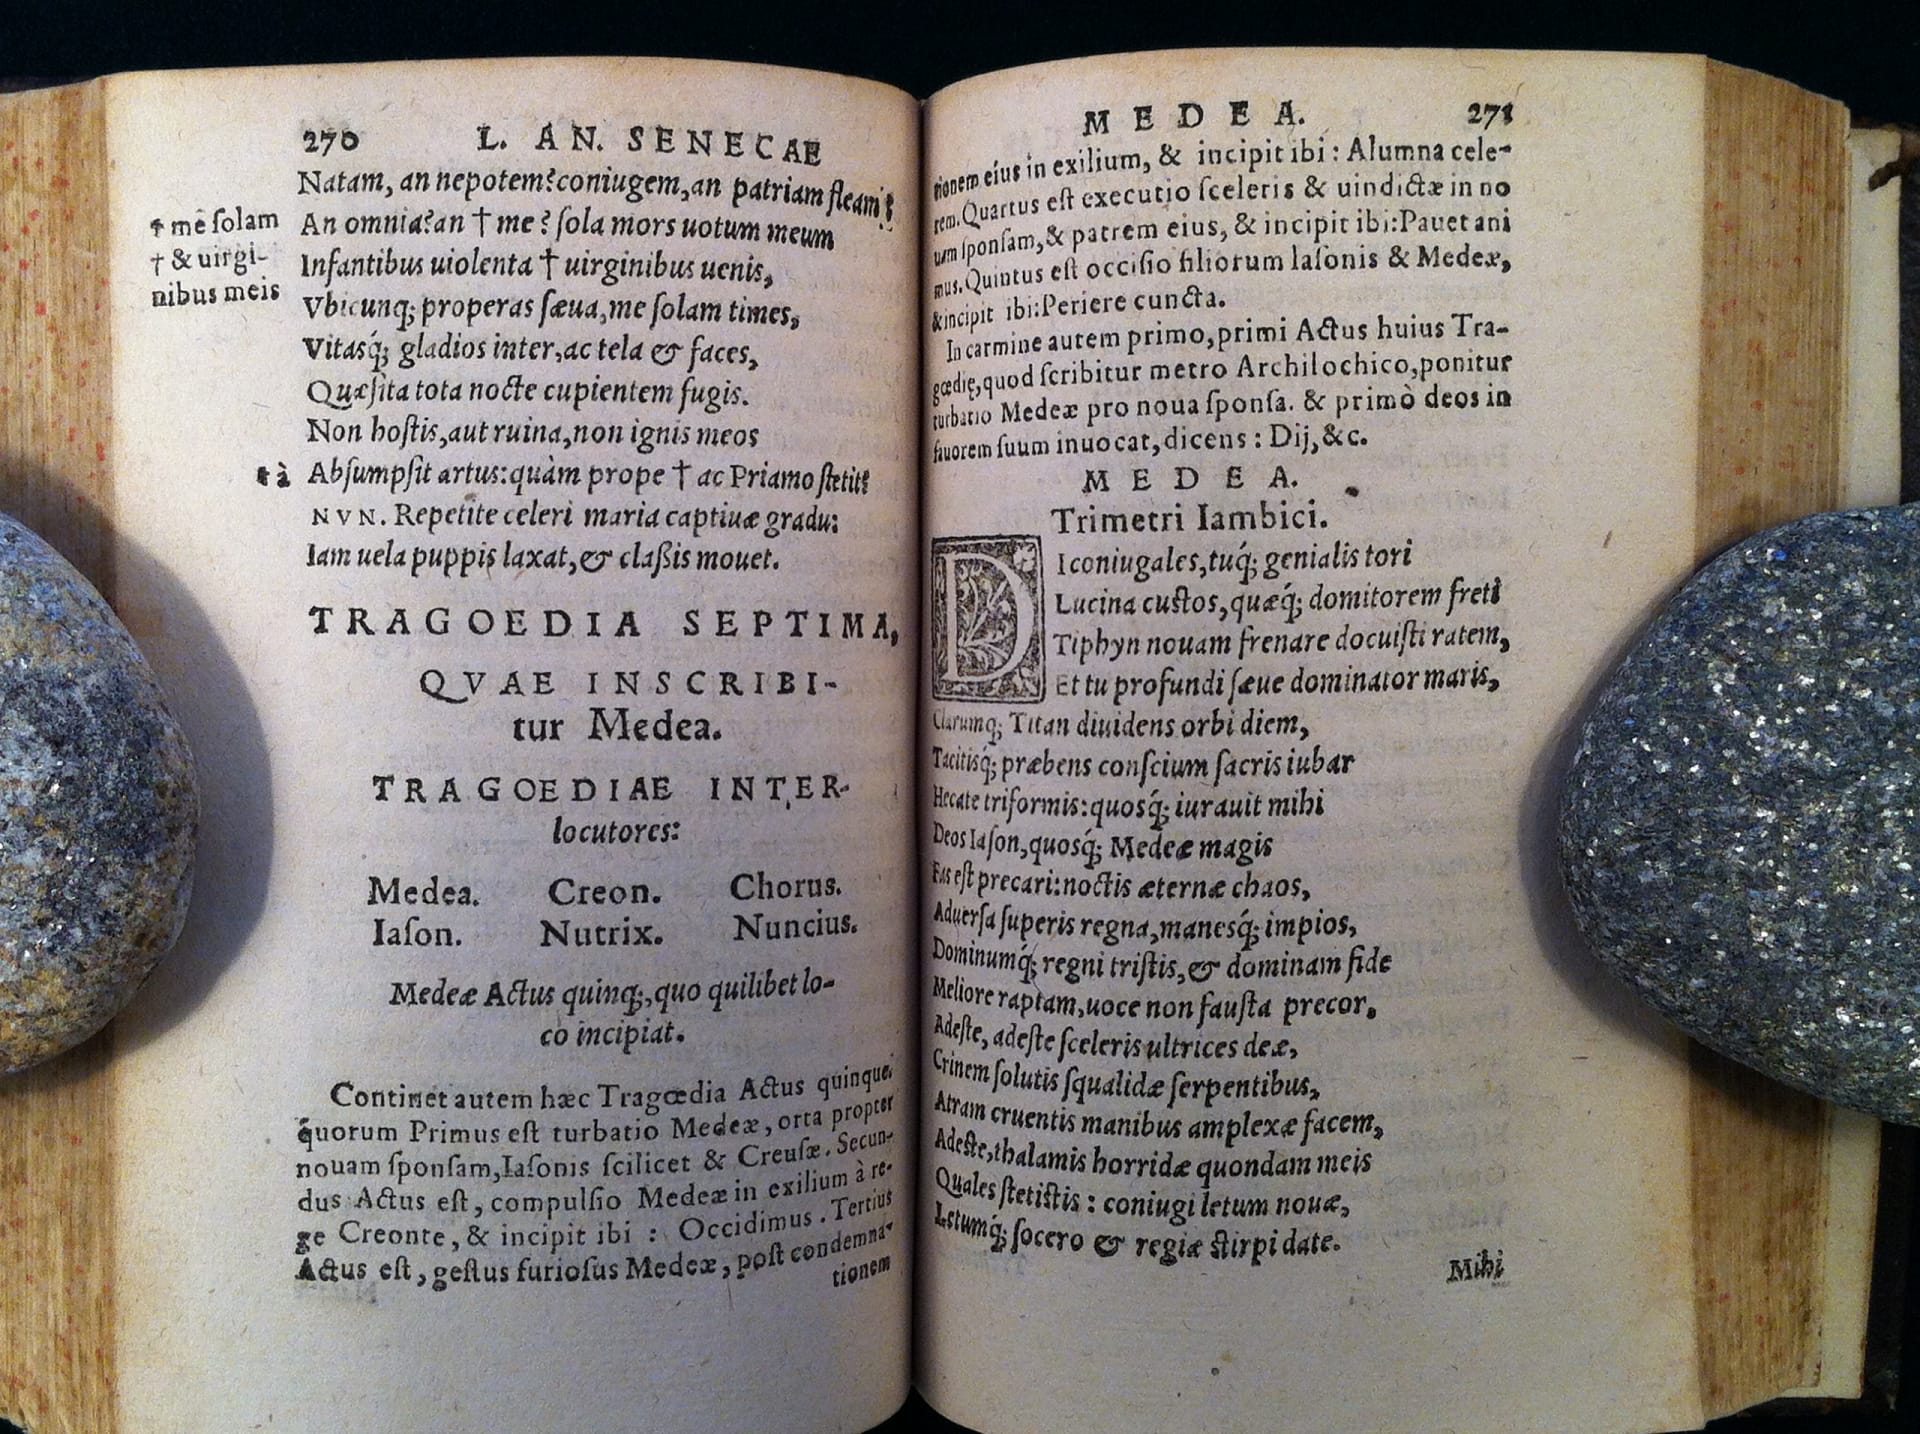 270 L. AN. SENECAE
Natam, an nepotem? coniugem, an patriam fleam?
† me ſolam
An omnia? an † me? ſola mors uotum meum
† & uirgi-
nibus meis
Infantibus uiolenta † uirginibus uenis,
Vbicunq; properas ſæua, me ſolam times,
Vitasq́; gladios inter, ac tela & faces,
Quæſita tota nocte cupientem fugis.
Non hoſtis, aut ruina, non ignis meos
† à
Abſumpſit artus: quàm prope † ac Priamo ſtetit?
NVN. Repetite celeri maria captiuæ gradu:
Iam uela puppis laxat, & claßis mouet.
TRAGOEDIA SEPTIMA,
QVAE INSCRIBI-
tur Medea.
TRAGOEDIAE INTER-
locutores:
Medea. Creon. Chorus.
Iaſon. Nutrix. Nuncius.
Medeæ Actus quinq;, quo quilibet lo-
co incipiat.
Continet autem hæc Tragœdia Actus quinque:
quorum Primus eſt turbatio Medeæ, orta propter
nouam ſponſam, Iaſonis ſcilicet & Creuſæ. Secun-
dus Actus eſt, compulſio Medeæ in exilium à re-
ge Creonte, & incipit ibi : Occidimus. Tertius
Actus eſt, geſtus furioſus Medeæ, poſt condemna-
tionem
MEDEA. 271
tionem eius in exilium, & incipit ibi: Alumna cele-
rem. Quartus eſt executio ſceleris & uindictæ in no
uam ſponſam, & patrem eius, & incipit ibi: Pauet ani
mus. Quintus eſt occiſio filiorum Iaſonis & Medeæ,
& incipit ibi: Periere cuncta.
In carmine autem primo, primi Actus huius Tra-
gœdię, quod ſcribitur metro Archilochico, ponitur
turbatio Medeæ pro noua ſponſa. & primò deos in
fauorem ſuum inuocat, dicens: Dij, &c.
MEDEA.
Trimetri Iambici.
DI coniugales, tuq́; genialis tori
Lucina cuſtos, quæq́; domitorem freti
Tiphyn nouam frenare docuiſti ratem,
Et tu profundi ſæue dominator maris,
Clarumq́; Titan diuidens orbi diem,
Tacitisq́; præbens conſcium ſacris iubar
Hecate triformis: quosq́; iurauit mihi
Deos Iaſon, quosq́; Medeæ magis
Fas eſt precari: noctis æternæ chaos,
Aduerſa ſuperis regna, manesq́; impios,
Dominumq́; regni triſtis, & dominam fide
Meliore raptam, uoce non fauſta precor.
Adeſte, adeſte ſceleris ultrices deæ,
Crinem ſolutis ſqualidæ ſerpentibus,
Atram cruentis manibus amplexæ facem,
Adeſte, thalamis horridæ quondam meis
Quales ſtetiſtis: coniugi letum nouæ,
Letumq́; ſocero & regiæ ſtirpi date.
Mihi